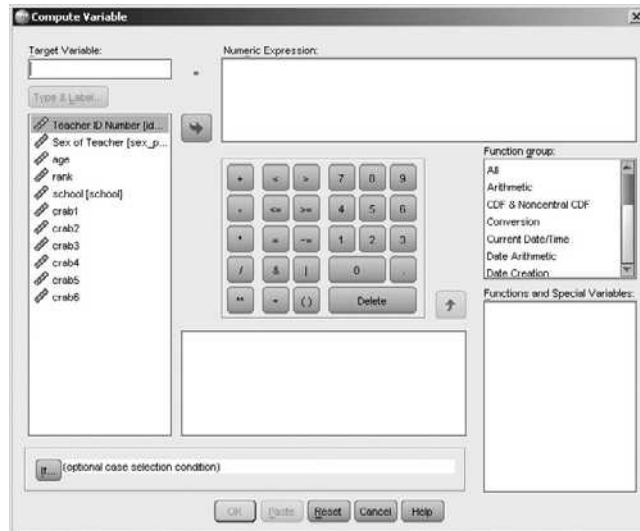 Compute Variable
Target Variable:
Numeric Expression:
=
Type & Label...
Teacher ID Number [id...
Sex of Teacher [sex_p...
age
rank
school [school]
crab1
crab2
crab3
crab4
crab5
crab6
+ < > 7 8 9
- <= >= 4 5 6
* = ~= 1 2 3
/ & | 0 .
** ~ ( ) Delete
Function group:
All
Arithmetic
CDF & Noncentral CDF
Conversion
Current Date/Time
Date Arithmetic
Date Creation
Functions and Special Variables:
If... (optional case selection condition)
OK Paste Reset Cancel Help